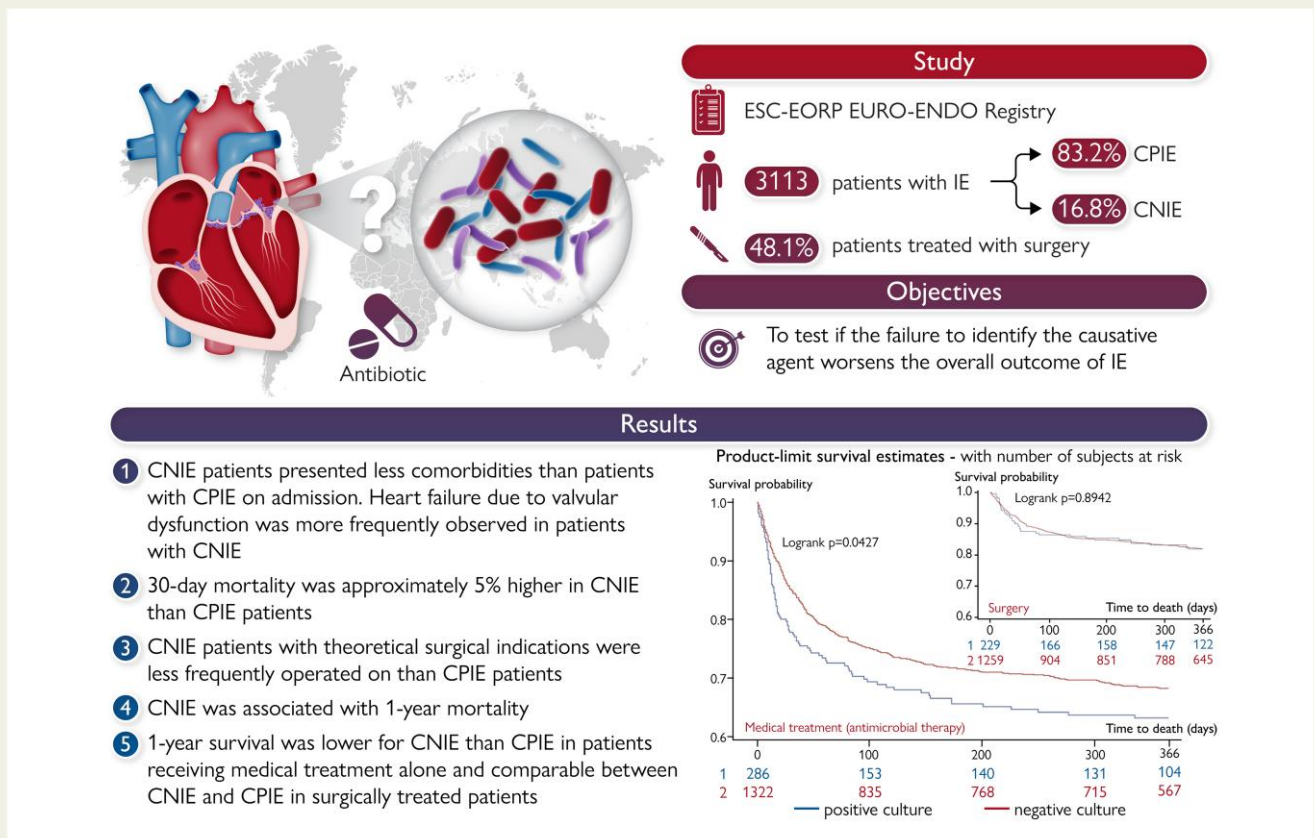 Study
ESC-EORP EURO-ENDO Registry
3113 patients with IE
83.2% CPIE
16.8% CNIE
48.1% patients treated with surgery
Objectives
To test if the failure to identify the causative
agent worsens the overall outcome of IE
?
Antibiotic
Results
1 CNIE patients presented less comorbidities than patients
with CPIE on admission. Heart failure due to valvular
dysfunction was more frequently observed in patients
with CNIE
2 30-day mortality was approximately 5% higher in CNIE
than CPIE patients
3 CNIE patients with theoretical surgical indications were
less frequently operated on than CPIE patients
4 CNIE was associated with 1-year mortality
5 1-year survival was lower for CNIE than CPIE in patients
receiving medical treatment alone and comparable between
CNIE and CPIE in surgically treated patients
Product-limit survival estimates - with number of subjects at risk
Survival probability
1.0
0.9
0.8
0.7
0.6
Logrank p=0.0427
Medical treatment (antimicrobial therapy)
Time to death (days)
0 100 200 300 366
1 286 153 140 131 104
2 1322 835 768 715 567
Survival probability
1.0
0.9
0.8
0.7
0.6
Logrank p=0.8942
Surgery
Time to death (days)
0 100 200 300 366
1 229 166 158 147 122
2 1259 904 851 788 645
positive culture negative culture